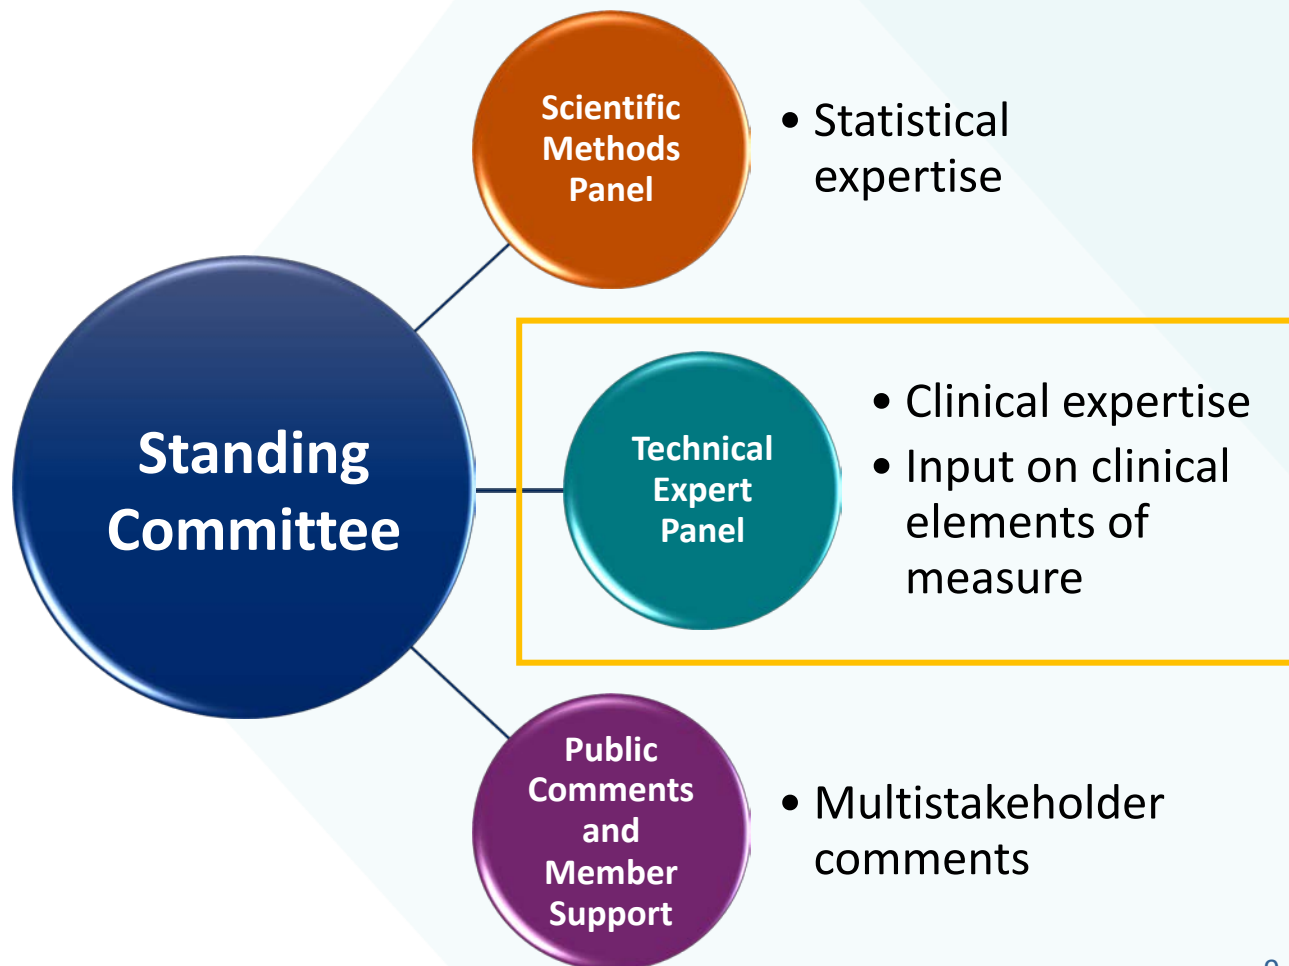 Scientific
Methods
Panel
• Statistical
expertise
Standing
Committee
Technical
Expert
Panel
• Clinical expertise
• Input on clinical
elements of
measure
Public
Comments
and
Member
Support
• Multistakeholder
comments